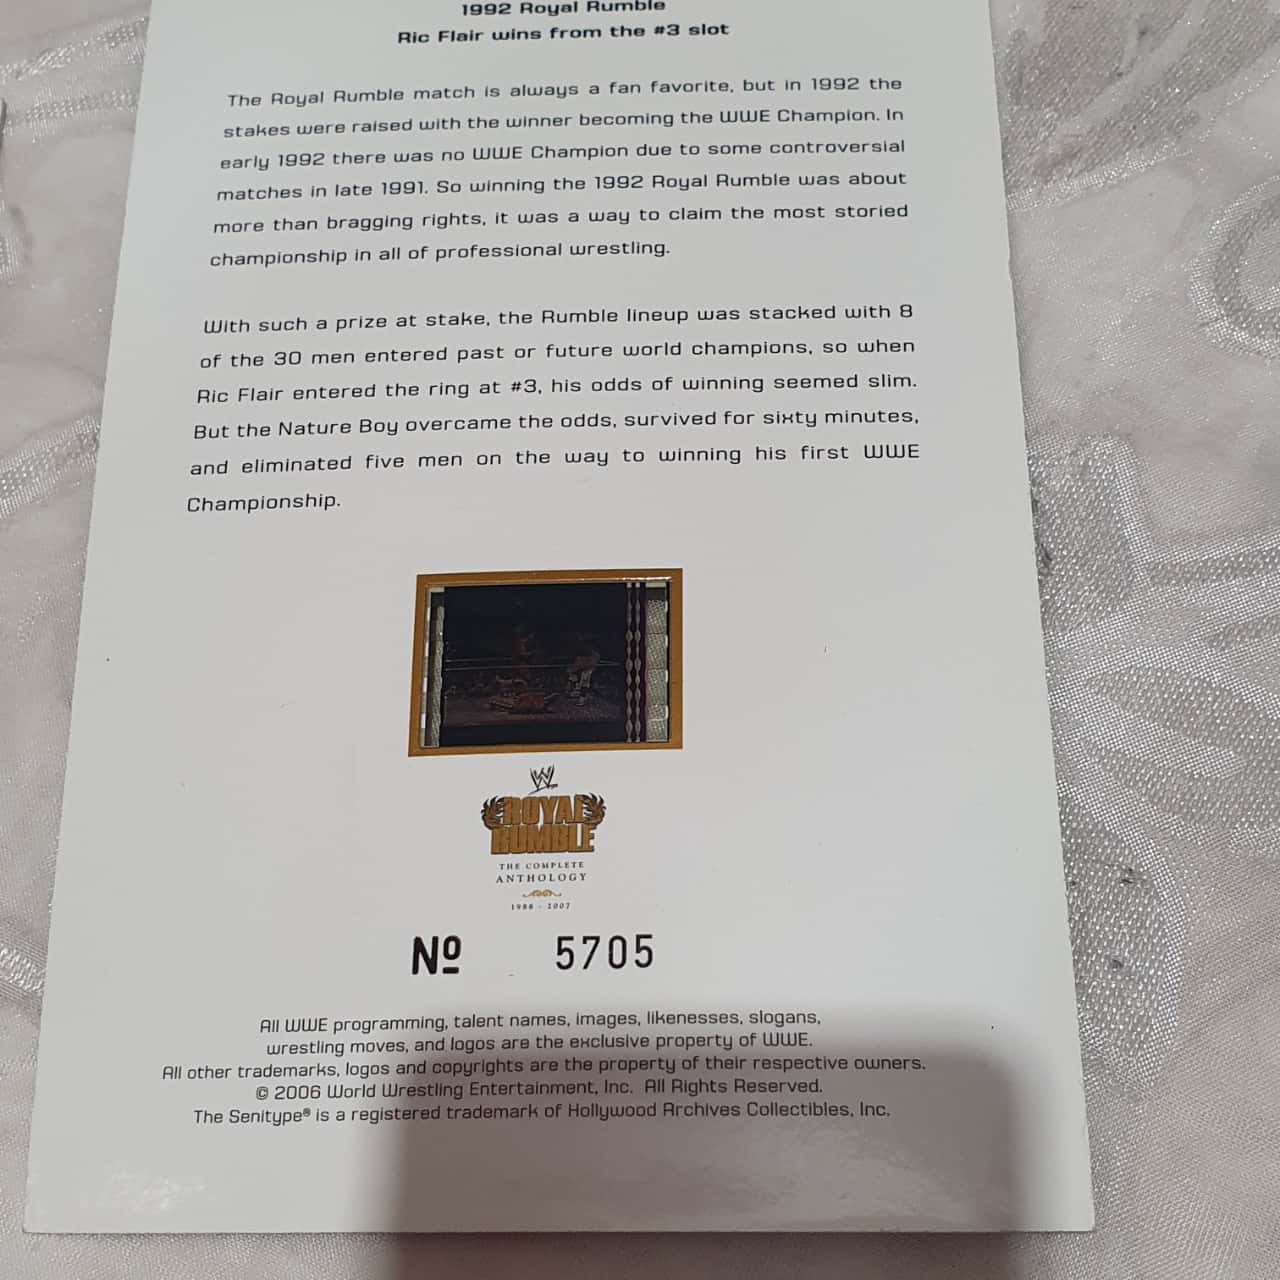 1992 Royal Rumble
Ric Flair wins from the #3 slot
The Royal Rumble match is always a fan favorite, but in 1992 the
stakes were raised with the winner becoming the WWE Champion. In
early 1992 there was no WWE Champion due to some controversial
matches in late 1991. So winning the 1992 Royal Rumble was about
more than bragging rights, it was a way to claim the most storied
championship in all of professional wrestling.
With such a prize at stake, the Rumble lineup was stacked with 8
of the 30 men entered past or future world champions, so when
Ric Flair entered the ring at #3, his odds of winning seemed slim.
But the Nature Boy overcame the odds, survived for sixty minutes,
and eliminated five men on the way to winning his first WWE
Championship.
W
ROYAL
RUMBLE
THE COMPLETE
ANTHOLOGY
1988 - 2007
Nº 5705
All WWE programming, talent names, images, likenesses, slogans,
wrestling moves, and logos are the exclusive property of WWE.
All other trademarks, logos and copyrights are the property of their respective owners.
© 2006 World Wrestling Entertainment, Inc. All Rights Reserved.
The Senitype® is a registered trademark of Hollywood Archives Collectibles, Inc.